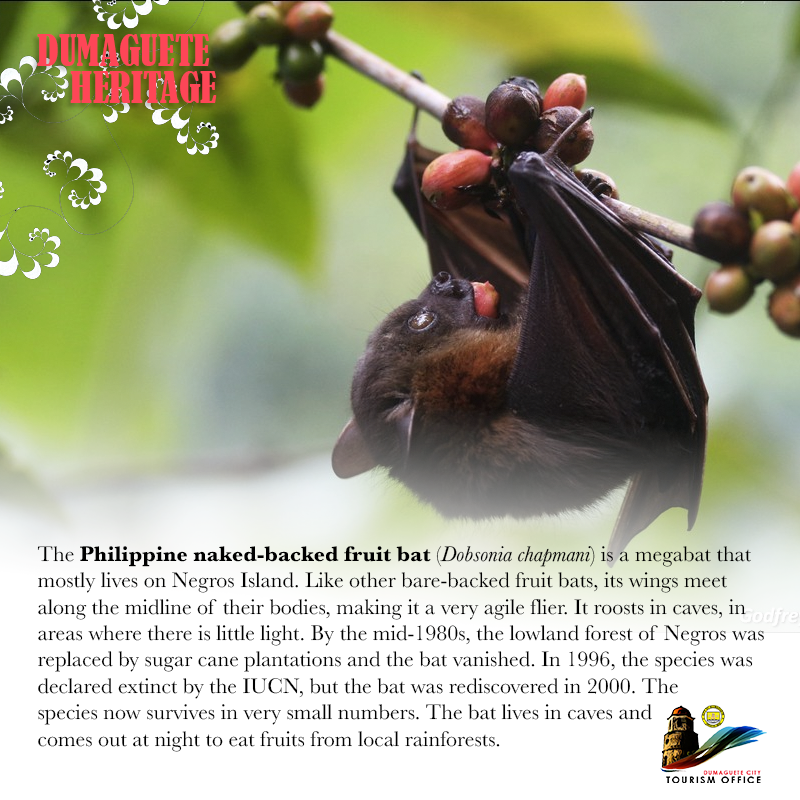 DUMAGUETE
HERITAGE
The Philippine naked-backed fruit bat (Dobsonia chapmani) is a megabat that
mostly lives on Negros Island. Like other bare-backed fruit bats, its wings meet
along the midline of their bodies, making it a very agile flier. It roosts in caves, in
areas where there is little light. By the mid-1980s, the lowland forest of Negros was
replaced by sugar cane plantations and the bat vanished. In 1996, the species was
declared extinct by the IUCN, but the bat was rediscovered in 2000. The
species now survives in very small numbers. The bat lives in caves and
comes out at night to eat fruits from local rainforests.
Godfre
DUMAGUETE CITY
TOURISM OFFICE